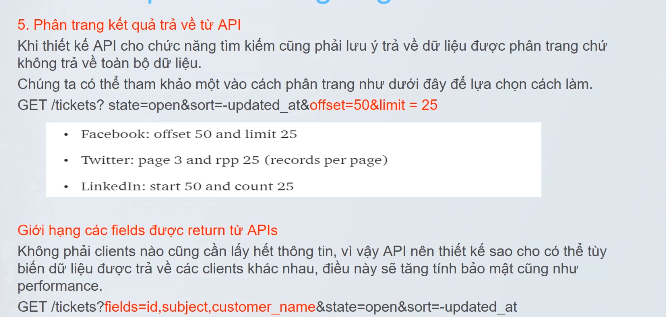 5. Phân trang kết quả trả về từ API
Khi thiết kế API cho chức năng tìm kiếm cũng phải lưu ý trả về dữ liệu được phân trang chứ
không trả về toàn bộ dữ liệu.
Chúng ta có thể tham khảo một vào cách phân trang như dưới đây để lựa chọn cách làm.
GET /tickets? state=open&sort=-updated_at&offset=50&limit = 25
• Facebook: offset 50 and limit 25
• Twitter: page 3 and rpp 25 (records per page)
• LinkedIn: start 50 and count 25
Giới hạng các fields được return từ APIs
Không phải clients nào cũng cần lấy hết thông tin, vì vậy API nên thiết kế sao cho có thể tùy
biến dữ liệu được trả về các clients khác nhau, điều này sẽ tăng tính bảo mật cũng như
performance.
GET /tickets?fields=id,subject,customer_name&state=open&sort=-updated_at